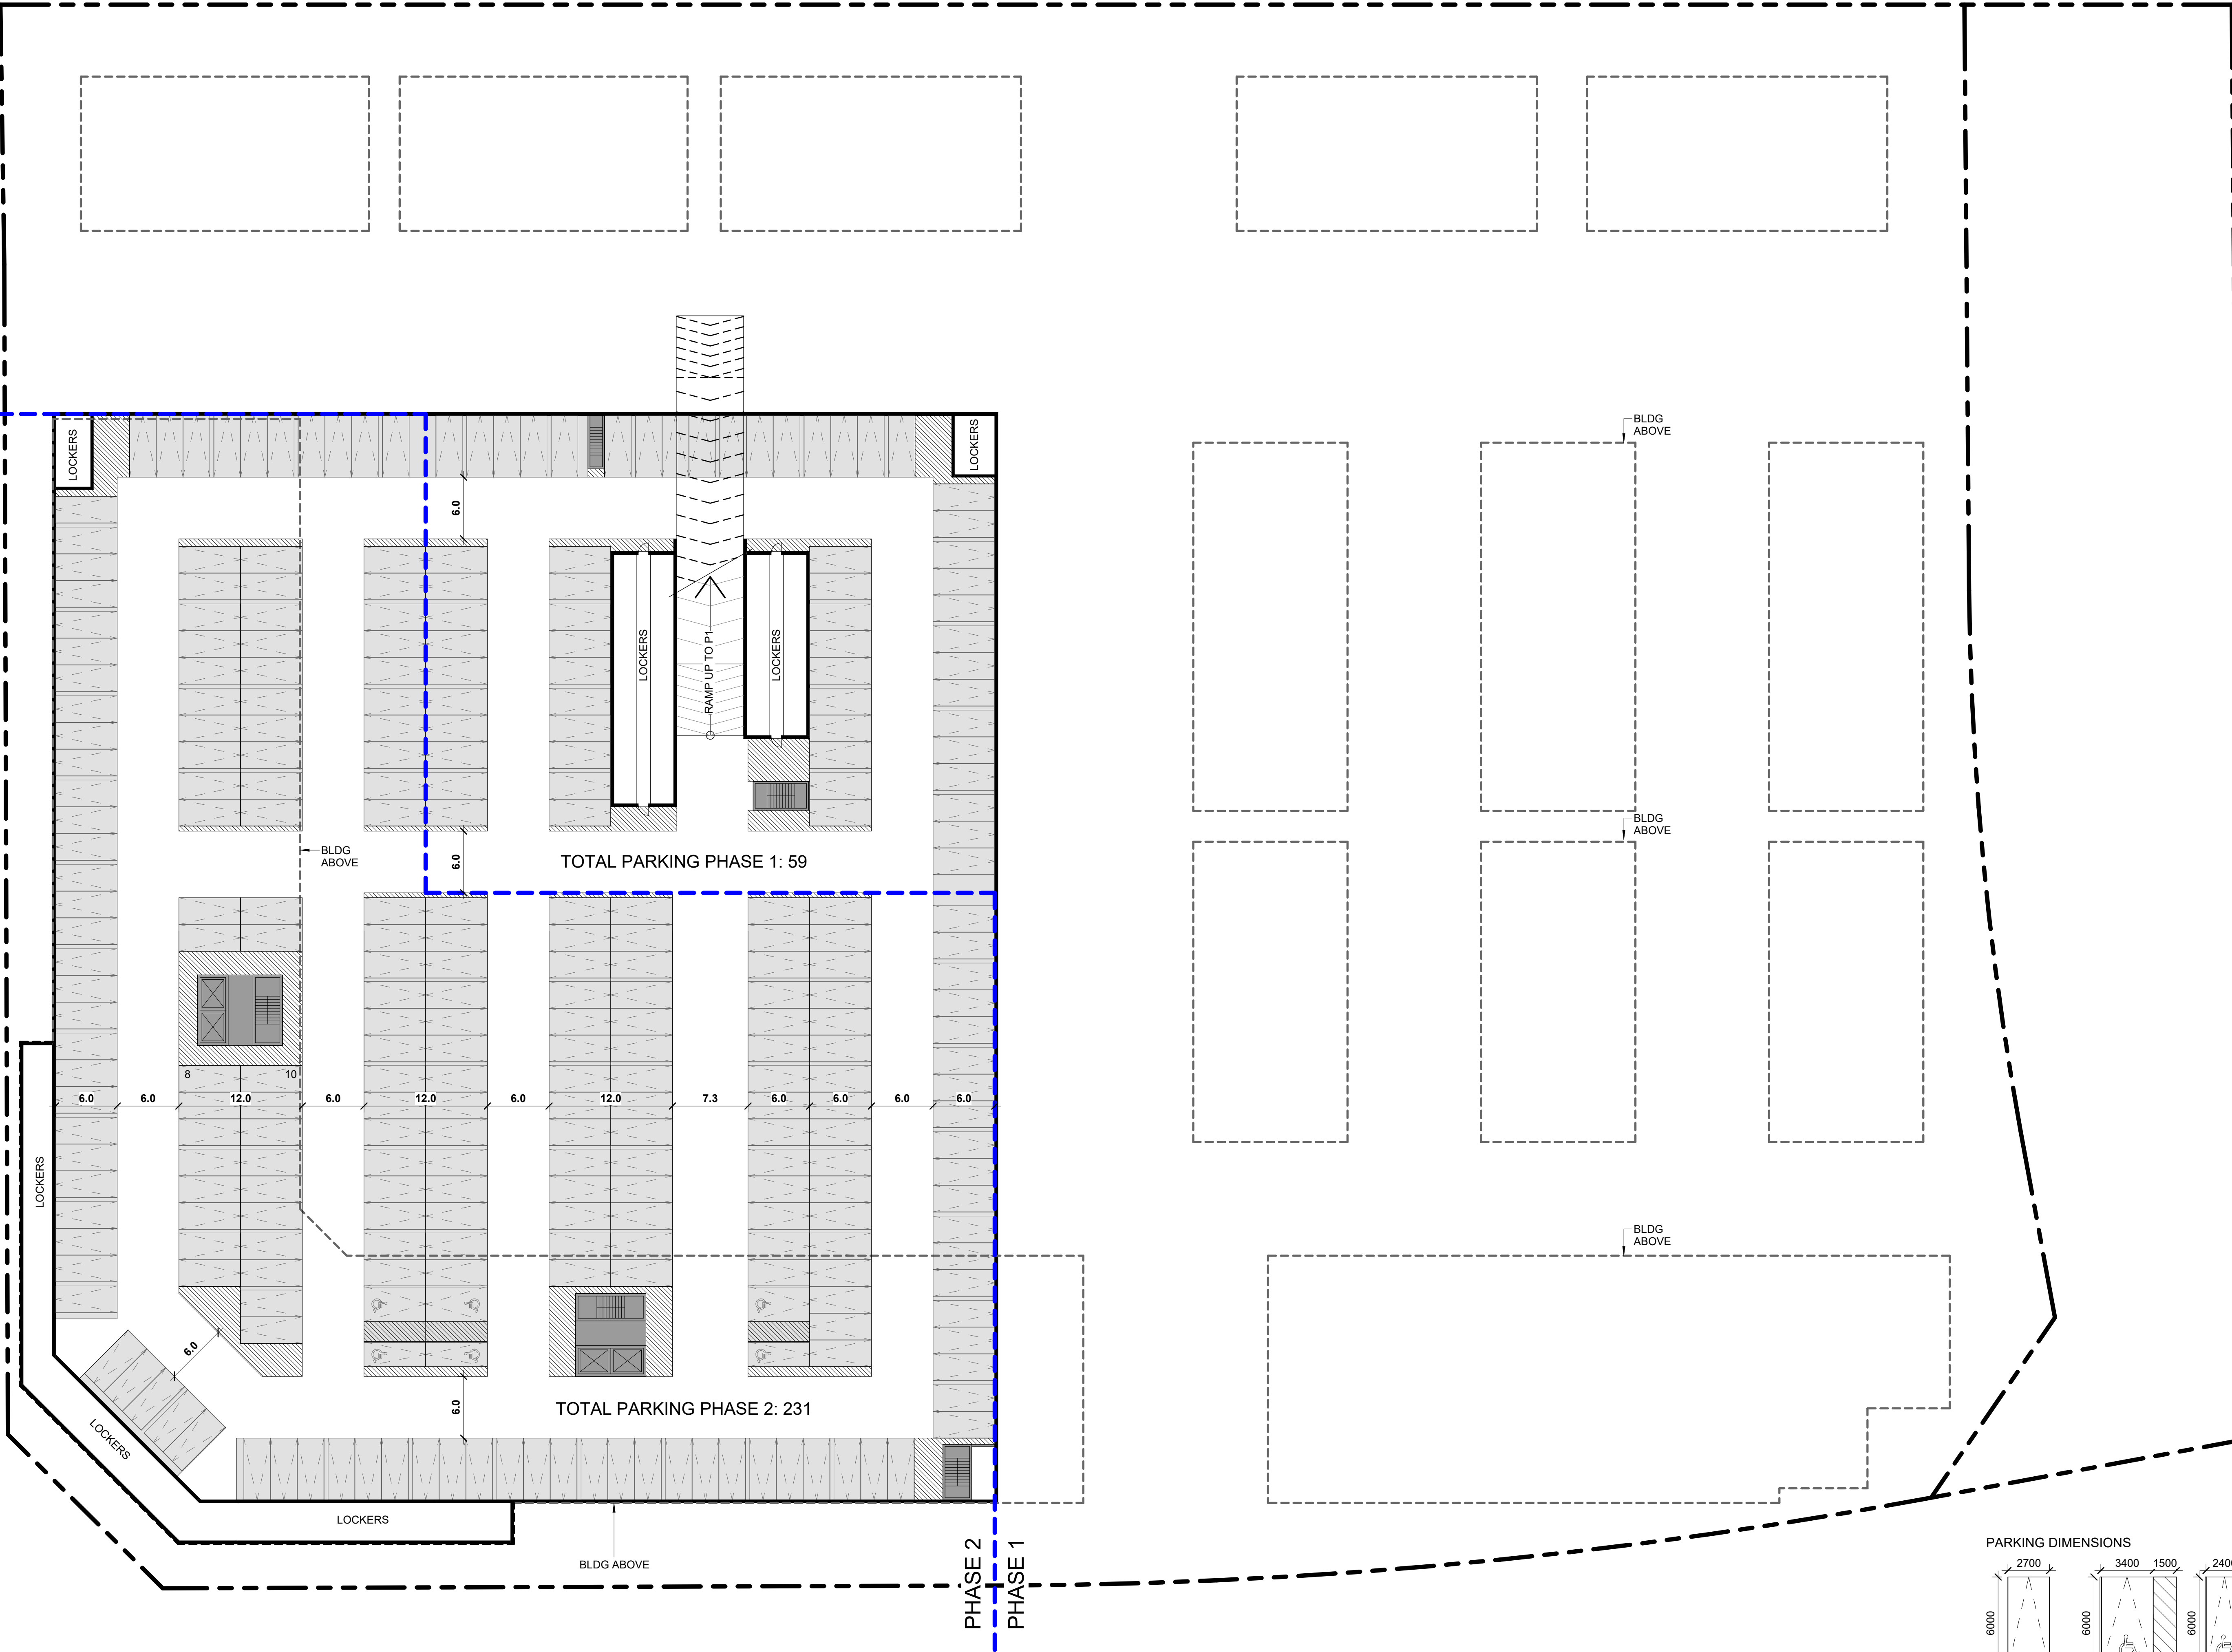 BLDG
ABOVE
LOCKERS
LOCKERS
6.0
LOCKERS
RAMP UP TO P1
LOCKERS
BLDG
ABOVE
BLDG
ABOVE
6.0
TOTAL PARKING PHASE 1: 59
8
10
6.0
6.0
12.0
6.0
12.0
6.0
12.0
7.3
6.0
6.0
6.0
6.0
LOCKERS
BLDG
ABOVE
6.0
LOCKERS
6.0
TOTAL PARKING PHASE 2: 231
LOCKERS
BLDG ABOVE
PHASE 2
PHASE 1
PARKING DIMENSIONS
2700
3400
1500
6000
6000
6000